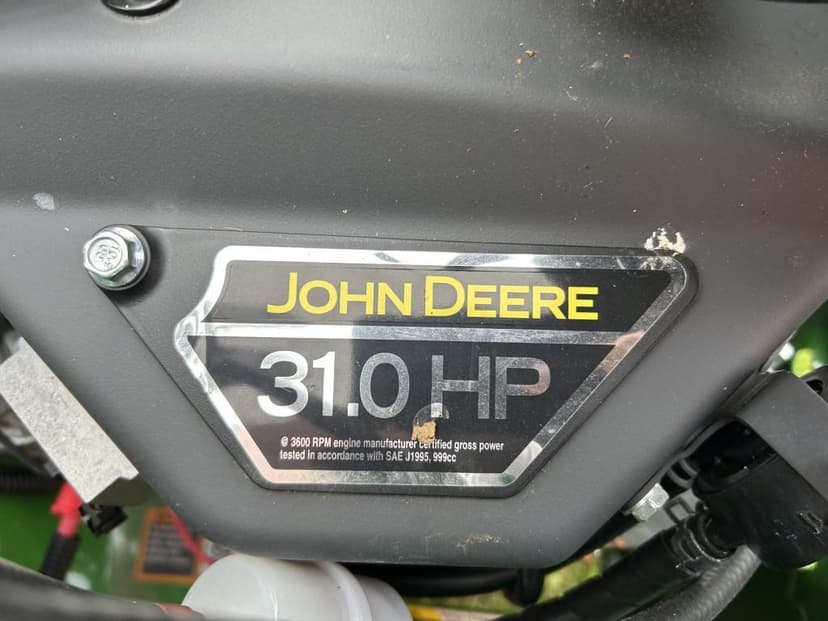 JOHN DEERE
31.0 HP
@ 3600 RPM engine manufacturer certified gross power
tested in accordance with SAE J1995, 999cc